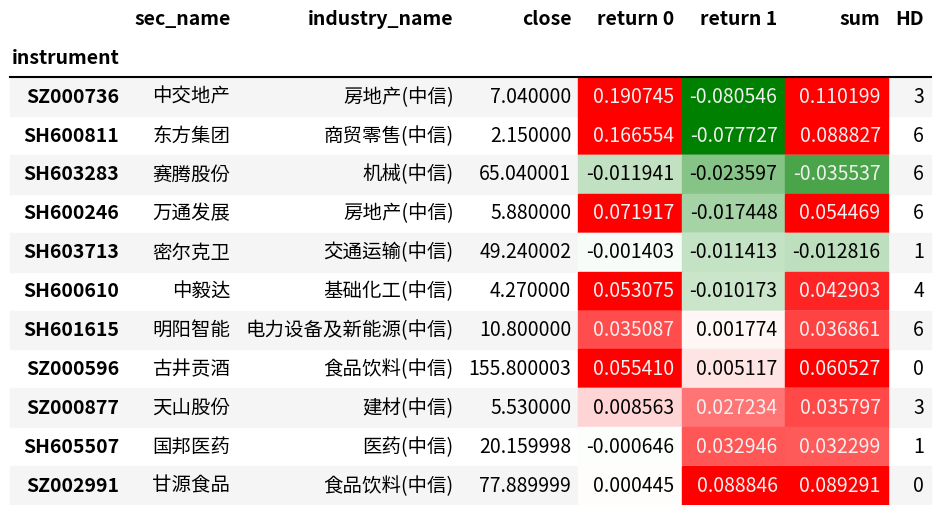 sec_name industry_name close return 0 return 1 sum HD
instrument
SZ000736 中交地产 房地产(中信) 7.040000 0.190745 -0.080546 0.110199 3
SH600811 东方集团 商贸零售(中信) 2.150000 0.166554 -0.077727 0.088827 6
SH603283 赛腾股份 机械(中信) 65.040001 -0.011941 -0.023597 -0.035537 6
SH600246 万通发展 房地产(中信) 5.880000 0.071917 -0.017448 0.054469 6
SH603713 密尔克卫 交通运输(中信) 49.240002 -0.001403 -0.011413 -0.012816 1
SH600610 中毅达 基础化工(中信) 4.270000 0.053075 -0.010173 0.042903 4
SH601615 明阳智能 电力设备及新能源(中信) 10.800000 0.035087 0.001774 0.036861 6
SZ000596 古井贡酒 食品饮料(中信) 155.800003 0.055410 0.005117 0.060527 0
SZ000877 天山股份 建材(中信) 5.530000 0.008563 0.027234 0.035797 3
SH605507 国邦医药 医药(中信) 20.159998 -0.000646 0.032946 0.032299 1
SZ002991 甘源食品 食品饮料(中信) 77.889999 0.000445 0.088846 0.089291 0